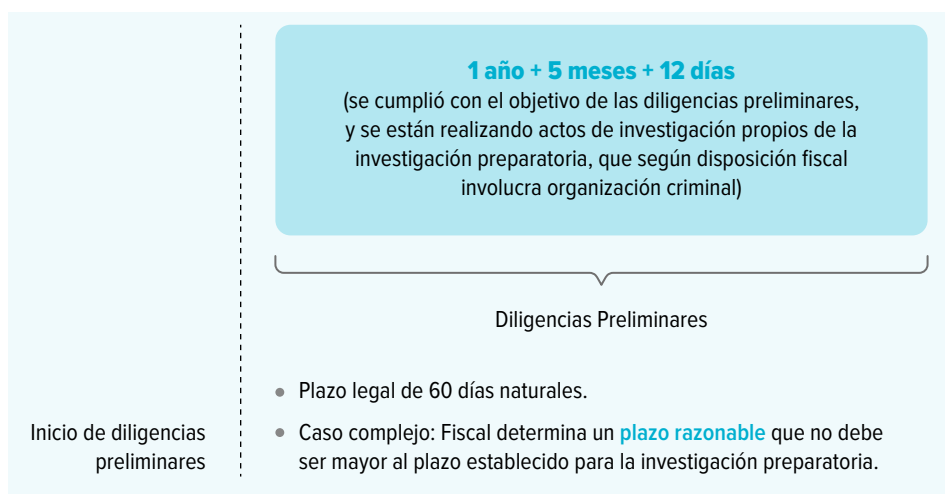 1 año + 5 meses + 12 días
(se cumplió con el objetivo de las diligencias preliminares,
y se están realizando actos de investigación propios de la
investigación preparatoria, que según disposición fiscal
involucra organización criminal)
Diligencias Preliminares
Inicio de diligencias
preliminares
• Plazo legal de 60 días naturales.
• Caso complejo: Fiscal determina un plazo razonable que no debe
ser mayor al plazo establecido para la investigación preparatoria.